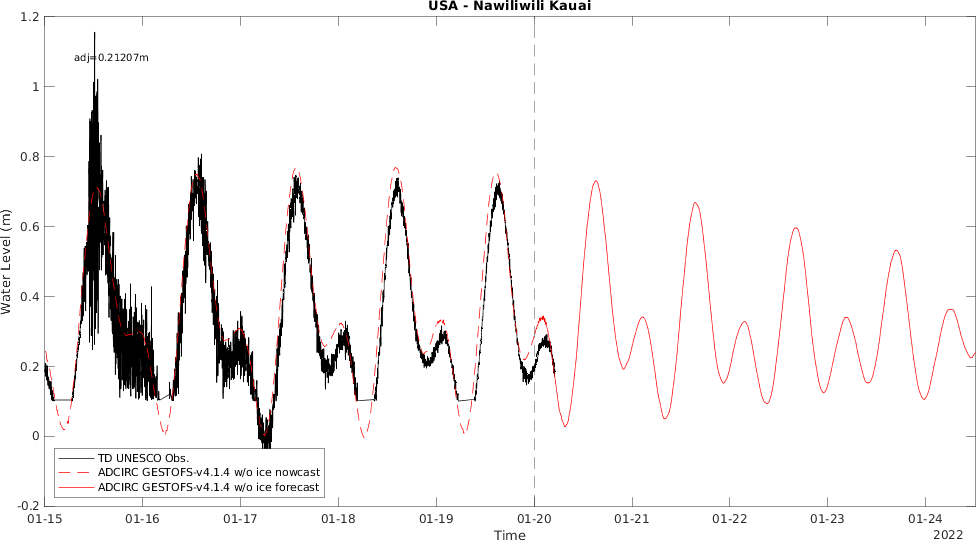 USA - Nawiliwili Kauai
1.2
adj=0.21207m
1
0.8
0.6
0.4
0.2
0
-0.2
Water Level (m)
TD UNESCO Obs.
ADCIRC GESTOFS-v4.1.4 w/o ice nowcast
ADCIRC GESTOFS-v4.1.4 w/o ice forecast
01-15 01-16 01-17 01-18 01-19 01-20 01-21 01-22 01-23 01-24
Time
2022